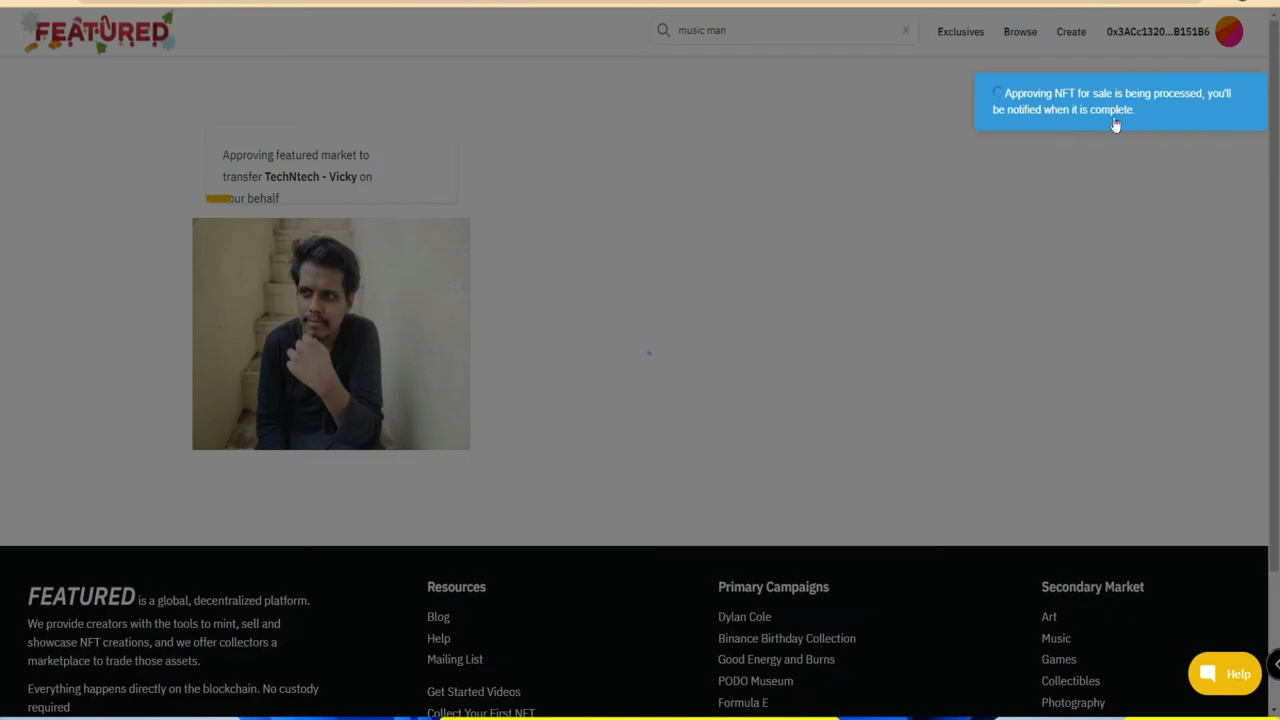 FEATURED
music man
Exclusives
Browse
Create
0x3ACc1320...B151B6
Approving NFT for sale is being processed, you'll
be notified when it is complete.
Approving featured market to
transfer TechNtech - Vicky on
our behalf
FEATURED is a global, decentralized platform.
We provide creators with the tools to mint, sell and
showcase NFT creations, and we offer collectors a
marketplace to trade those assets.
Everything happens directly on the blockchain. No custody
required
Resources
Blog
Help
Mailing List
Get Started Videos
Collect Your First NFT
Primary Campaigns
Dylan Cole
Binance Birthday Collection
Good Energy and Burns
PODO Museum
Formula E
Secondary Market
Art
Music
Games
Collectibles
Photography
Help